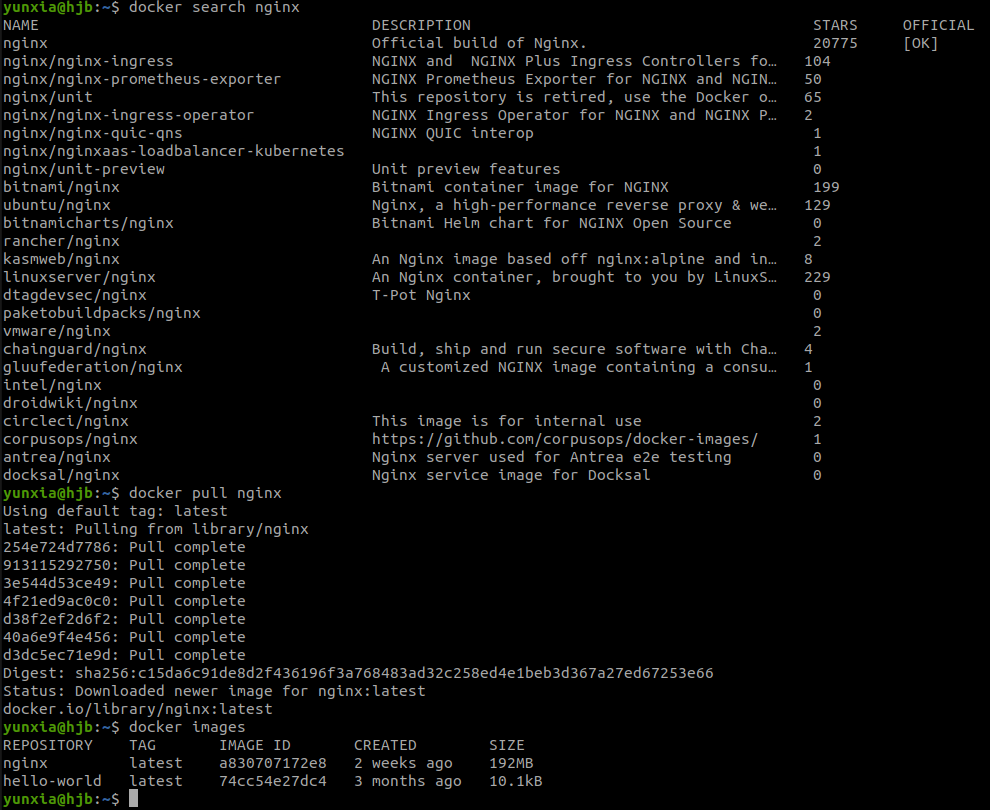 yunxia@hjb:~$ docker search nginx
NAME                                     DESCRIPTION                                     STARS     OFFICIAL
nginx                                    Official build of Nginx.                         20775     [OK]
nginx/nginx-ingress                      NGINX and  NGINX Plus Ingress Controllers fo…   104
nginx/nginx-prometheus-exporter          NGINX Prometheus Exporter for NGINX and NGIN…   50
nginx/unit                               This repository is retired, use the Docker o…   65
nginx/nginx-ingress-operator             NGINX Ingress Operator for NGINX and NGINX P…   2
nginx/nginx-quic-qns                     NGINX QUIC interop                               1
nginx/nginxaas-loadbalancer-kubernetes                                                    1
nginx/unit-preview                       Unit preview features                            0
bitnami/nginx                            Bitnami container image for NGINX                199
ubuntu/nginx                             Nginx, a high-performance reverse proxy & we…   129
bitnamicharts/nginx                      Bitnami Helm chart for NGINX Open Source         0
rancher/nginx                                                                             2
kasmweb/nginx                            An Nginx image based off nginx:alpine and in…   8
linuxserver/nginx                        An Nginx container, brought to you by LinuxS…   229
dtagdevsec/nginx                         T-Pot Nginx                                      0
paketobuildpacks/nginx                                                                    0
vmware/nginx                                                                              2
chainguard/nginx                         Build, ship and run secure software with Cha…   4
gluufederation/nginx                      A customized NGINX image containing a consu…   1
intel/nginx                                                                               0
droidwiki/nginx                                                                           0
circleci/nginx                           This image is for internal use                   2
corpusops/nginx                          https://github.com/corpusops/docker-images/      1
antrea/nginx                             Nginx server used for Antrea e2e testing         0
docksal/nginx                            Nginx service image for Docksal                  0
yunxia@hjb:~$ docker pull nginx
Using default tag: latest
latest: Pulling from library/nginx
254e724d7786: Pull complete
913115292750: Pull complete
3e544d53ce49: Pull complete
4f21ed9ac0c0: Pull complete
d38f2ef2d6f2: Pull complete
40a6e9f4e456: Pull complete
d3dc5ec71e9d: Pull complete
Digest: sha256:c15da6c91de8d2f436196f3a768483ad32c258ed4e1beb3d367a27ed67253e66
Status: Downloaded newer image for nginx:latest
docker.io/library/nginx:latest
yunxia@hjb:~$ docker images
REPOSITORY    TAG       IMAGE ID       CREATED        SIZE
nginx         latest    a830707172e8   2 weeks ago    192MB
hello-world   latest    74cc54e27dc4   3 months ago   10.1kB
yunxia@hjb:~$